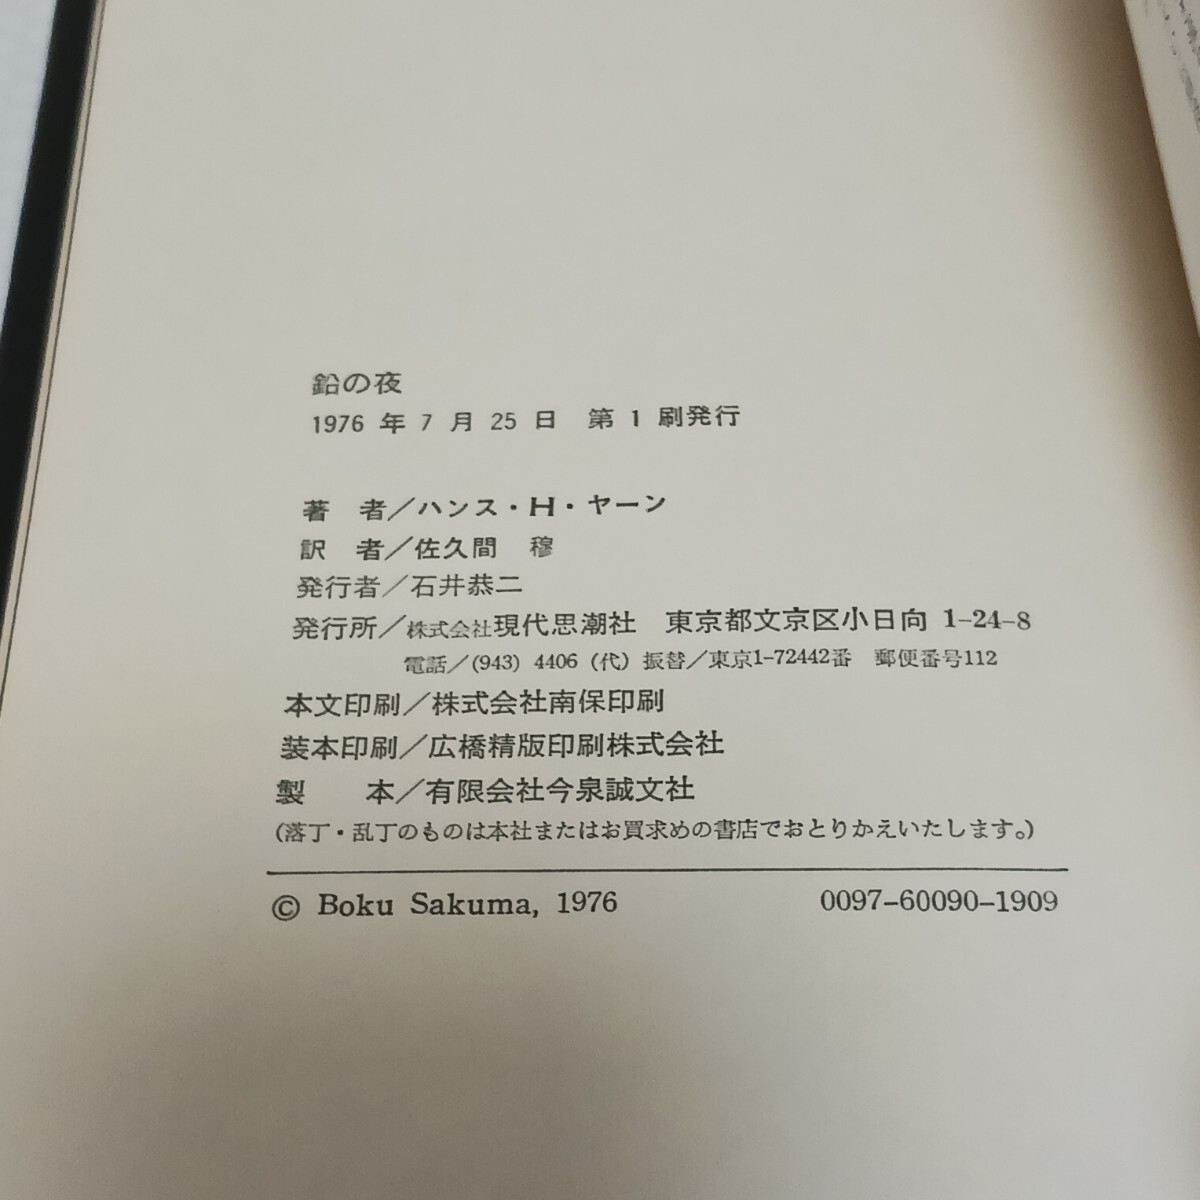 鉛の夜
1976 年 7 月 25 日　第 1 刷発行
著　者／ハンス・H・ヤーン
訳　者／佐久間　穆
発行者／石井恭二
発行所／株式会社現代思潮社　東京都文京区小日向 1-24-8
電話／(943) 4406（代）振替／東京1-72442番　郵便番号112
本文印刷／株式会社南保印刷
装本印刷／広橋精版印刷株式会社
製　　本／有限会社今泉誠文社
（落丁・乱丁のものは本社またはお買求めの書店でおとりかえいたします。）
© Boku Sakuma, 1976　0097-60090-1909